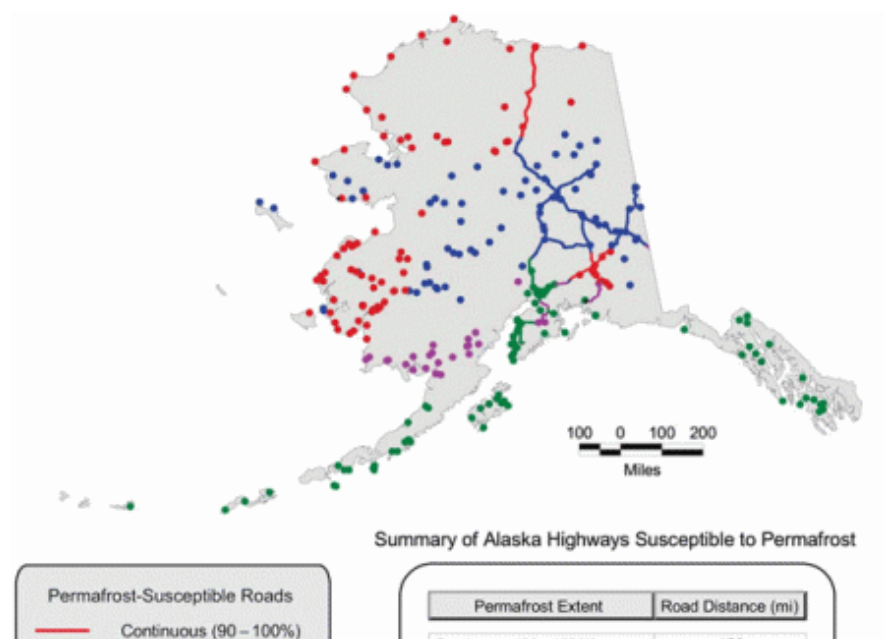 100 0 100 200
Miles
Summary of Alaska Highways Susceptible to Permafrost
Permafrost-Susceptible Roads
Permafrost Extent Road Distance (mi)
Continuous (90 – 100%)